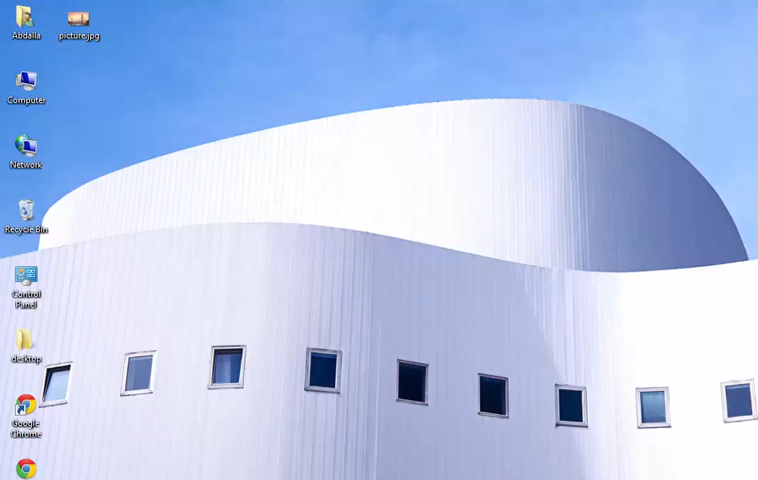 Abdalla
picture.jpg
Computer
Network
Recycle Bin
Control
Panel
desktop
Google
Chrome